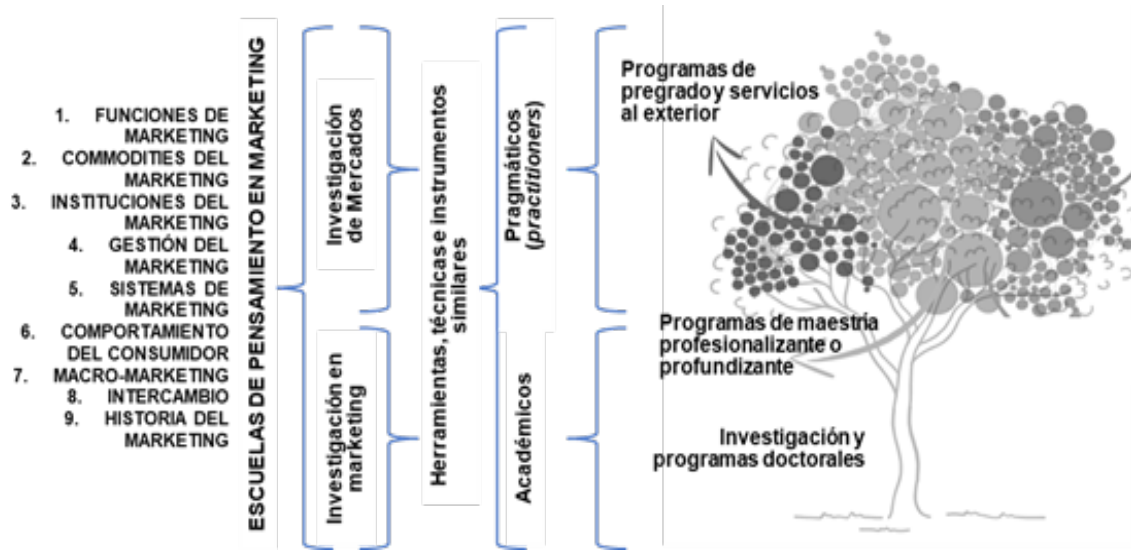 1. FUNCIONES DE
MARKETING
2. COMMODITIES DEL
MARKETING
3. INSTITUCIONES DEL
MARKETING
4. GESTIÓN DEL
MARKETING
5. SISTEMAS DE
MARKETING
6. COMPORTAMIENTO
DEL CONSUMIDOR
7. MACRO-MARKETING
8. INTERCAMBIO
9. HISTORIA DEL
MARKETING
ESCUELAS DE PENSAMIENTO EN MARKETING
Investigación
de Mercados
Investigación en
marketing
Herramientas, técnicas e instrumentos
similares
Pragmáticos
(practitioners)
Académicos
Programas de
pregrado y servicios
al exterior
Programas de maestría
profesionalizante o
profundizante
Investigación y
programas doctorales